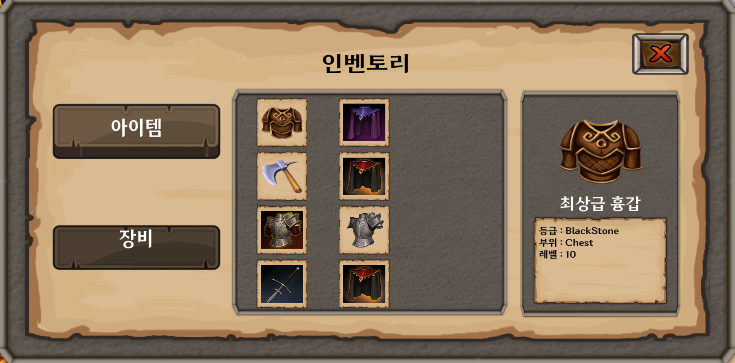 인벤토리
아이템
장비
최상급 흉갑
등급 : BlackStone
부위 : Chest
레벨 : 10